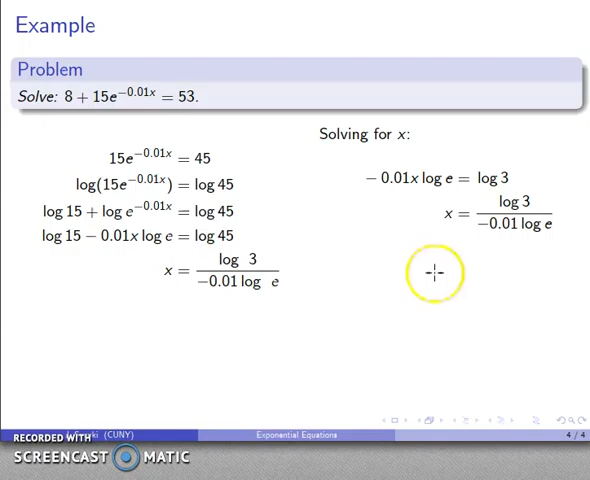 Example
Problem
Solve: 8 + 15e^{−0.01x} = 53.
15e^{−0.01x} = 45
log(15e^{−0.01x}) = log 45
log 15 + log e^{−0.01x} = log 45
log 15 − 0.01x log e = log 45
x = \frac{log 3}{−0.01 log e}
Solving for x:
− 0.01x log e = log 3
x = \frac{log 3}{−0.01 log e}
(CUNY)
Exponential Equations
4 / 4
RECORDED WITH
SCREENCAST MATIC